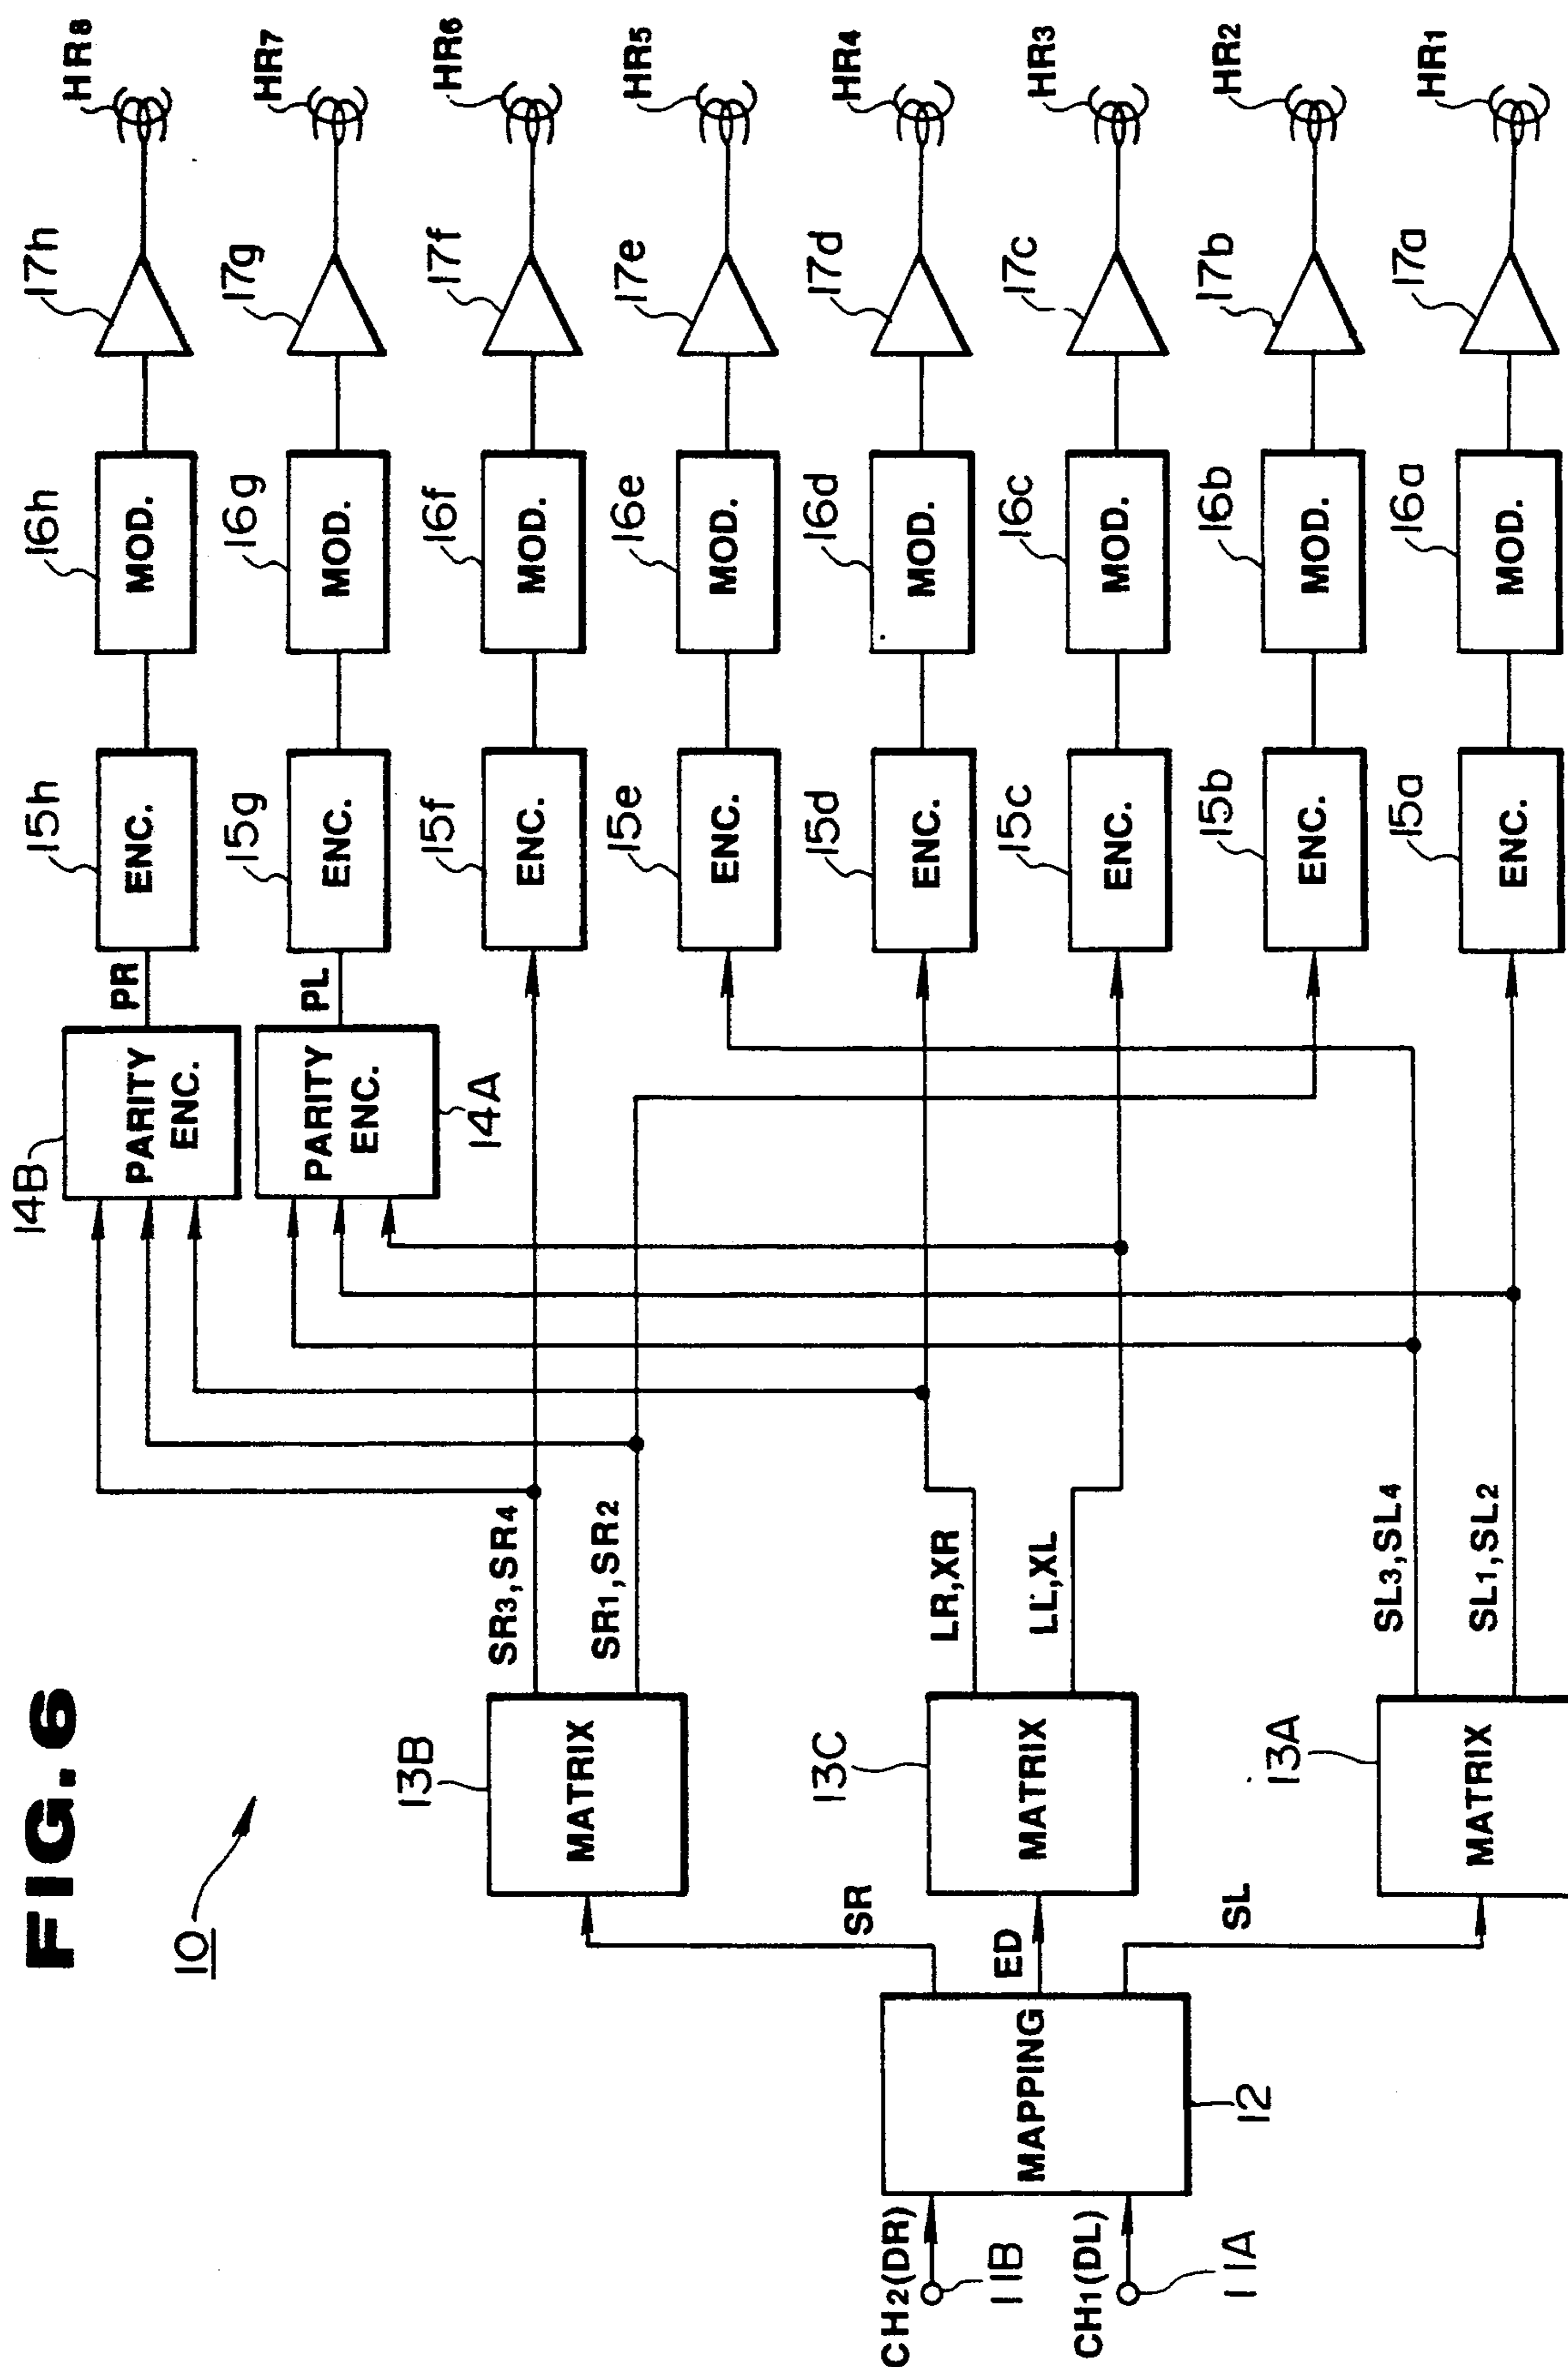 FIG.6
10
CH2(DR)
11B
CH1(DL)
11A
MAPPING
12
SR
ED
SL
13B
MATRIX
13C
MATRIX
13A
MATRIX
SR3,SR4
SR1,SR2
LR,XR
LL,XL
SL3,SL4
SL1,SL2
14B
PARITY
ENC.
PR
PARITY
ENC.
14A
PL
15h
ENC.
15g
ENC.
15f
ENC.
15e
ENC.
15d
ENC.
15c
ENC.
15b
ENC.
15a
ENC.
16h
MOD.
16g
MOD.
16f
MOD.
16e
MOD.
16d
MOD.
16c
MOD.
16b
MOD.
16a
MOD.
17h
17g
17f
17e
17d
17c
17b
17a
HR8
HR7
HR6
HR5
HR4
HR3
HR2
HR1